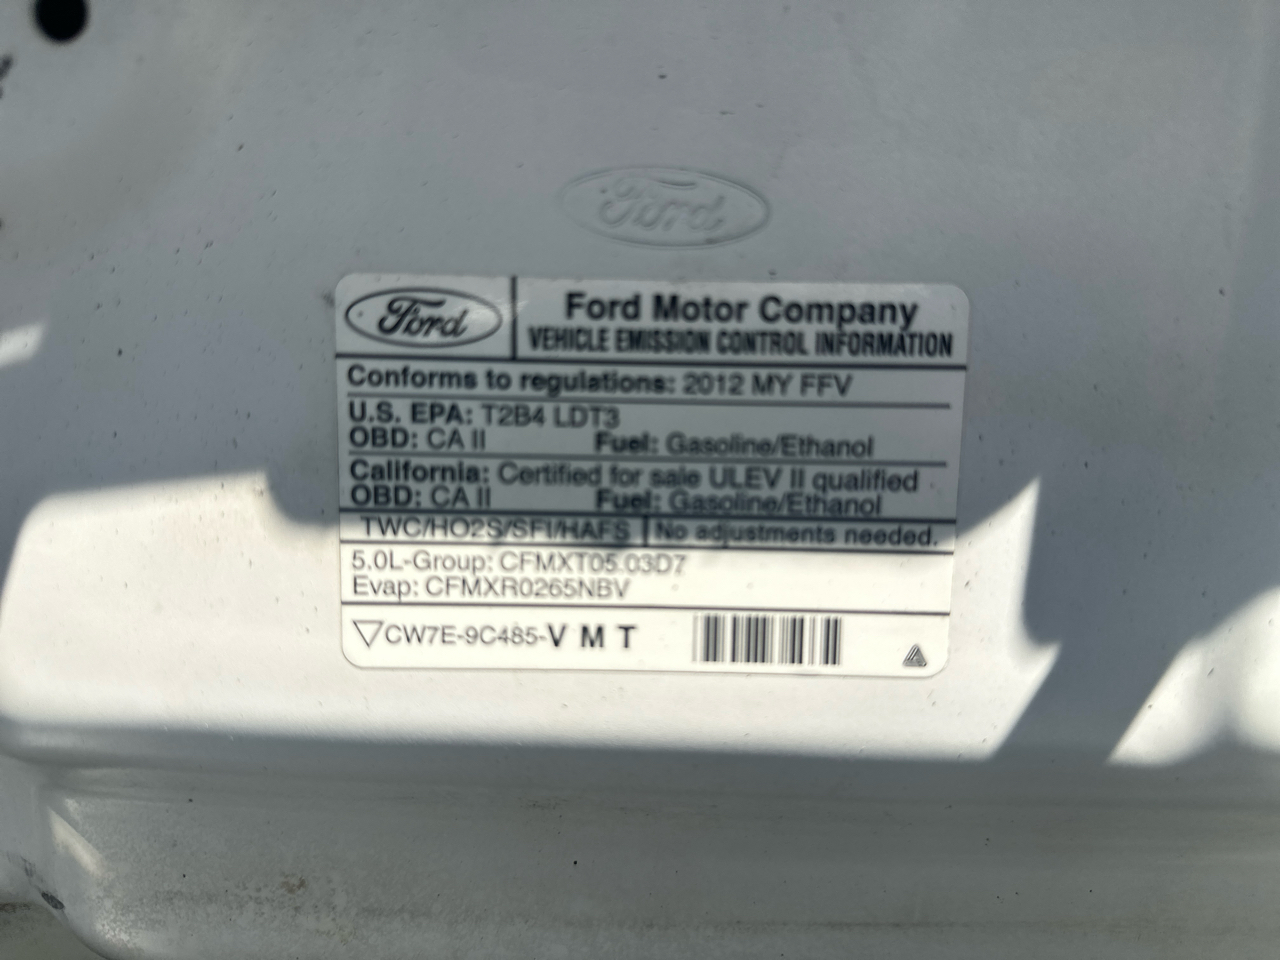 Ford
Ford
Ford Motor Company
VEHICLE EMISSION CONTROL INFORMATION
Conforms to regulations: 2012 MY FFV
U.S. EPA: T2B4 LDT3
OBD: CA II Fuel: Gasoline/Ethanol
California: Certified for sale ULEV II qualified
OBD: CA II Fuel: Gasoline/Ethanol
TWC/HO2S/SFI/HAFS No adjustments needed.
5.0L-Group: CFMXT05.03D7
Evap: CFMXR0265NBV
CW7E-9C485-V M T